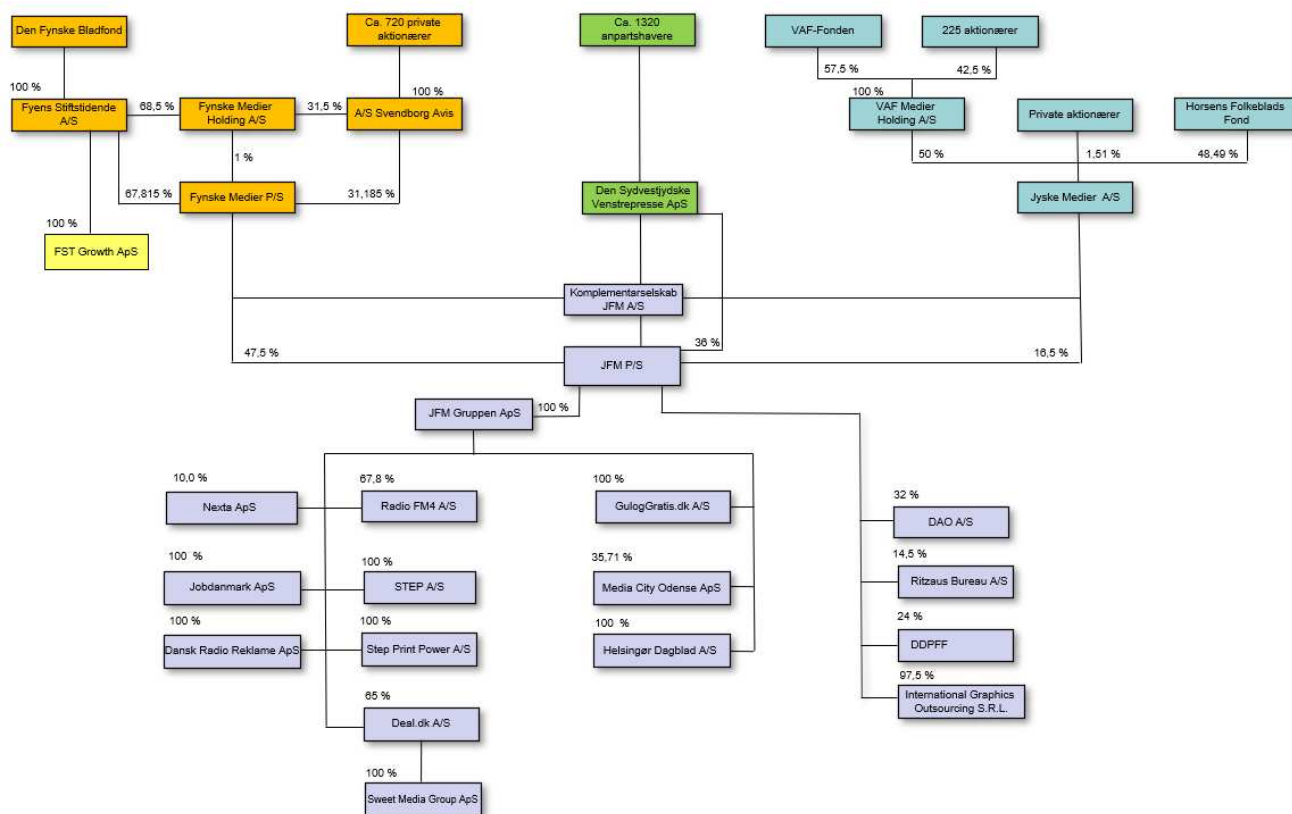 Den Fynske Bladfond
Ca. 720 private
aktionærer
Ca. 1320
anpartshavere
VAF-Fonden
225 aktionærer
57,5 %
42,5 %
100 %
100 %
100 %
Fyens Stiftstidende
A/S
68,5 %
Fynske Medier
Holding A/S
31,5 %
A/S Svendborg Avis
VAF Medier
Holding A/S
Private aktionærer
Horsens Folkeblads
Fond
1 %
50 %
1,51 %
48,49 %
67,815 %
Fynske Medier P/S
31,185 %
Den Sydvestjydske
Venstrepresse ApS
Jyske Medier A/S
100 %
FST Growth ApS
Komplementarselskab
JFM A/S
47,5 %
36 %
16,5 %
JFM P/S
JFM Gruppen ApS
100 %
10,0 %
67,8 %
100 %
32 %
Nexta ApS
Radio FM4 A/S
GulogGratis.dk A/S
DAO A/S
100 %
100 %
35,71 %
14,5 %
Jobdanmark ApS
STEP A/S
Media City Odense ApS
Ritzaus Bureau A/S
100 %
100 %
100 %
24 %
Dansk Radio Reklame ApS
Step Print Power A/S
Helsingør Dagblad A/S
DDPFF
97,5 %
International Graphics
Outsourcing S.R.L.
65 %
Deal.dk A/S
100 %
Sweet Media Group ApS